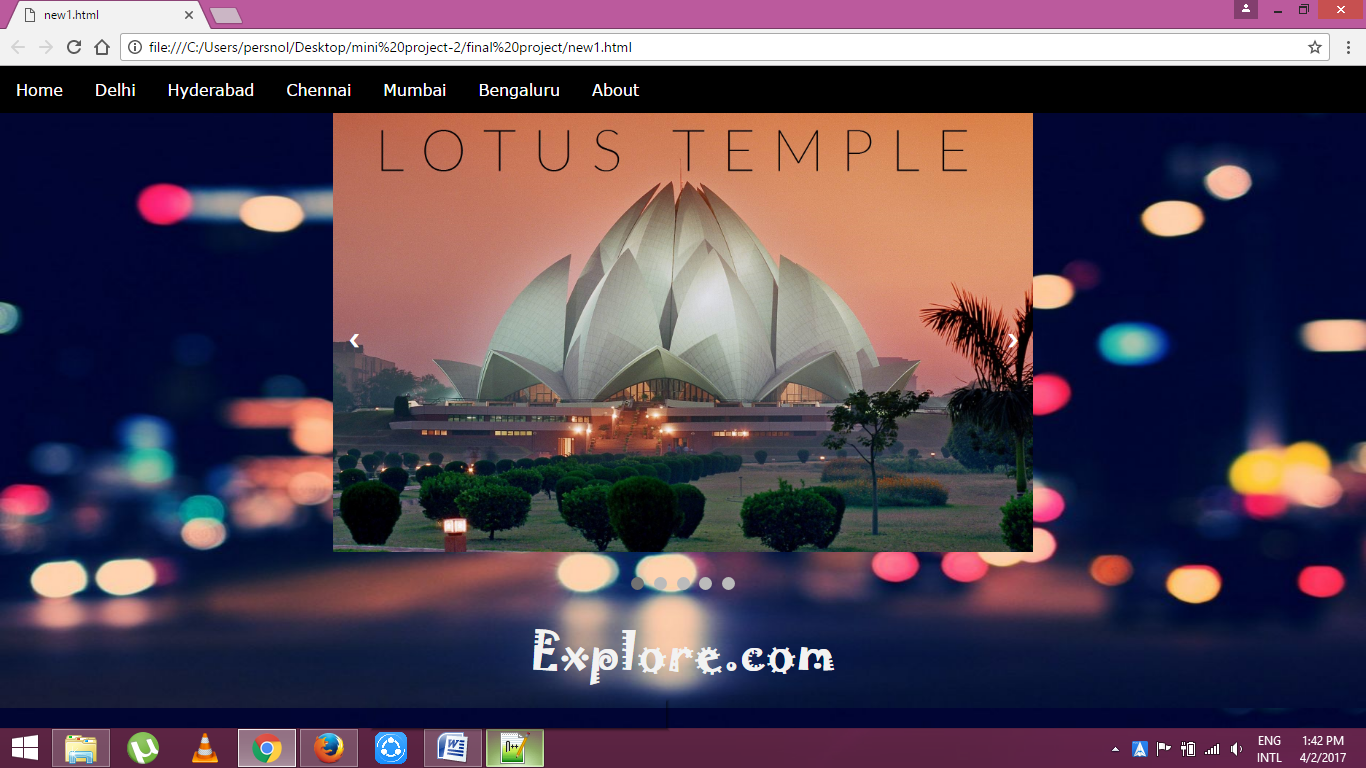 new1.html
file:///C:/Users/persnol/Desktop/mini%20project-2/final%20project/new1.html
Home Delhi Hyderabad Chennai Mumbai Bengaluru About
LOTUS TEMPLE
Explore.com
ENG 1:42 PM
INTL 4/2/2017